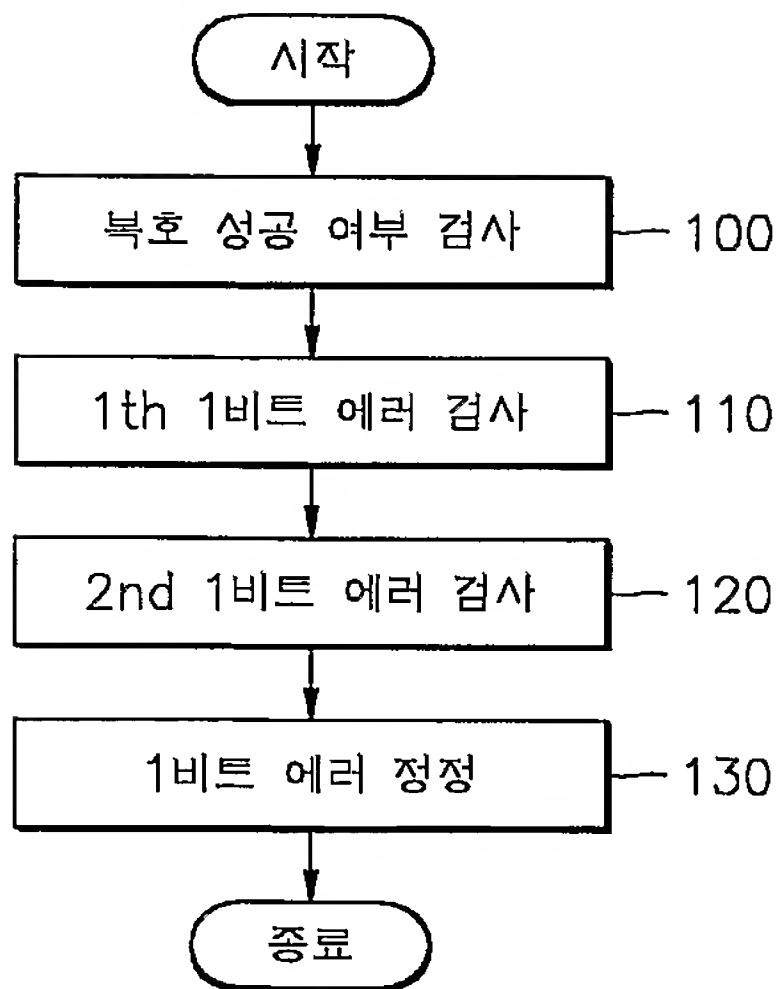 시작
복호 성공 여부 검사 100
1th 1비트 에러 검사 110
2nd 1비트 에러 검사 120
1비트 에러 정정 130
종료